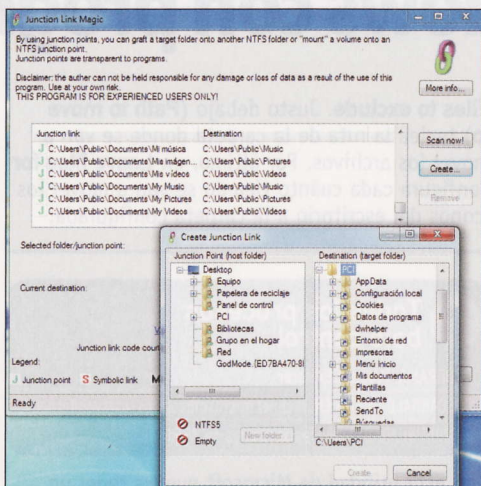 Junction Link Magic
By using junction points, you can graft a target folder onto another NTFS folder or "mount" a volume onto an
NTFS junction point.
Junction points are transparent to programs.
Disclaimer: the auther can not be held responsible for any damage or loss of data as a result of the use of this
program. Use at your own risk.
THIS PROGRAM IS FOR EXPERIENCED USERS ONLY!
More info...
Junction link Destination
J C:\Users\Public\Documents\Mi música C:\Users\Public\Music
J C:\Users\Public\Documents\Mis imágen... C:\Users\Public\Pictures
J C:\Users\Public\Documents\Mis vídeos C:\Users\Public\Videos
J C:\Users\Public\Documents\My Music C:\Users\Public\Music
J C:\Users\Public\Documents\My Pictures C:\Users\Public\Pictures
J C:\Users\Public\Documents\My Videos C:\Users\Public\Videos
Scan now!
Create...
Remove
Selected folder/junction point:
Current destination:
Junction link code
Legend:
J Junction point S Symbolic link M
Ready
Create Junction Link
Junction Point (host folder)
Desktop
Equipo
Papelera de reciclaje
Panel de control
PCI
Bibliotecas
Grupo en el hogar
Red
GodMode.{ED7BA470-8
NTFS5
Empty
New folder
Destination (target folder)
PCI
AppData
Configuración local
Cookies
Datos de programa
dwhelper
Entorno de red
Impresoras
Menú Inicio
Mis documentos
Plantillas
Reciente
SendTo
Búsquedas
C:\Users\PCI
Create Cancel